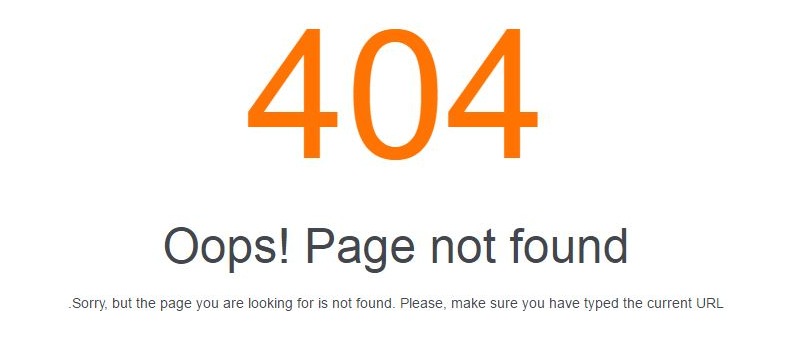 404
Oops! Page not found
.Sorry, but the page you are looking for is not found. Please, make sure you have typed the current URL